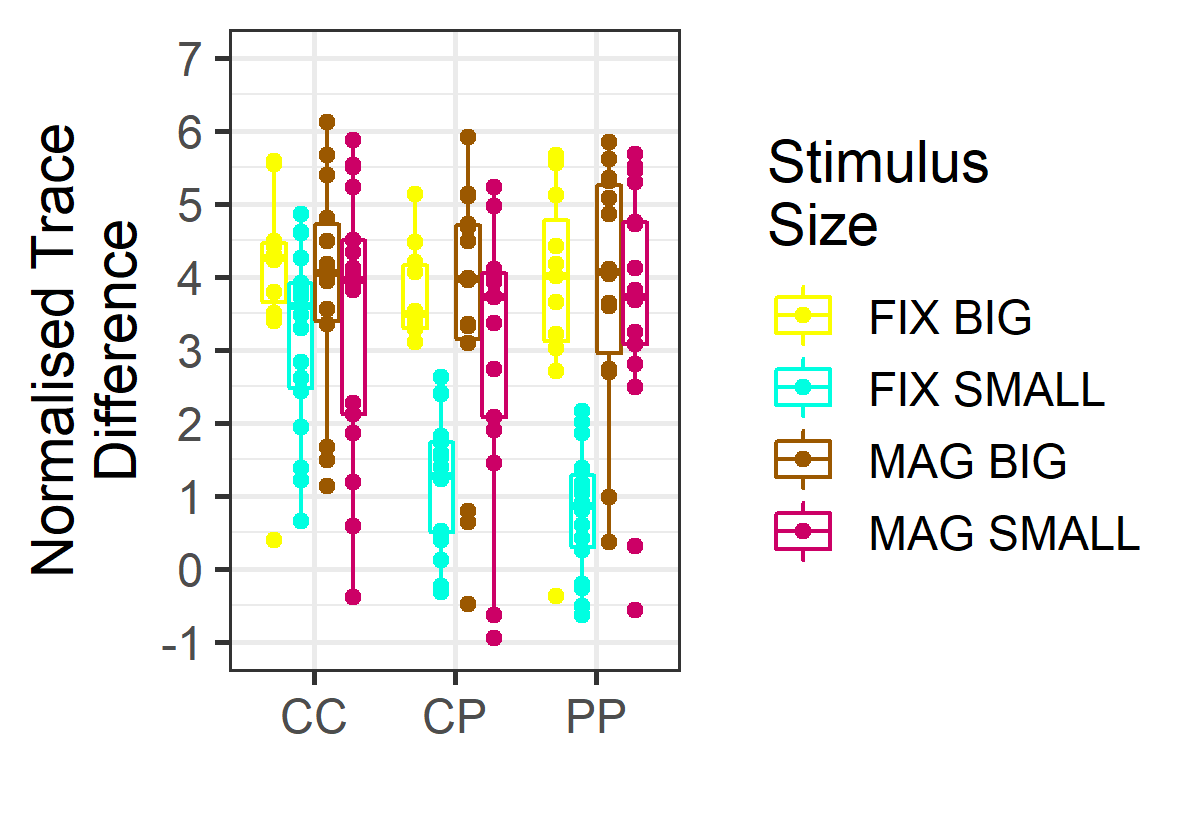 Normalised Trace
Difference
7
6
5
4
3
2
1
0
-1
CC CP PP
Stimulus
Size
FIX BIG
FIX SMALL
MAG BIG
MAG SMALL